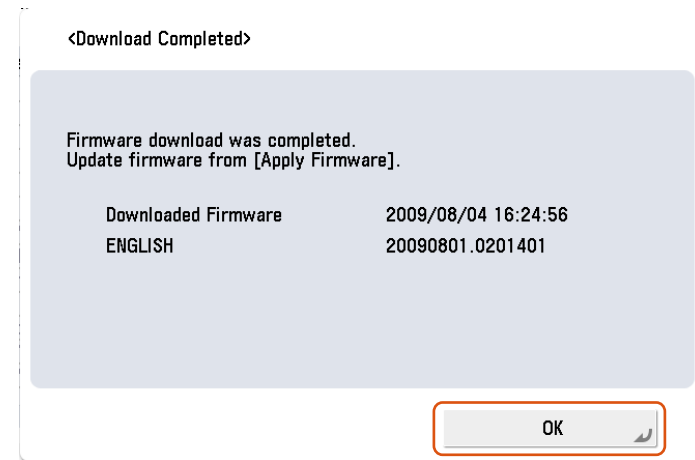 <Download Completed>
Firmware download was completed.
Update firmware from [Apply Firmware].
Downloaded Firmware 2009/08/04 16:24:56
ENGLISH 20090801.0201401
OK